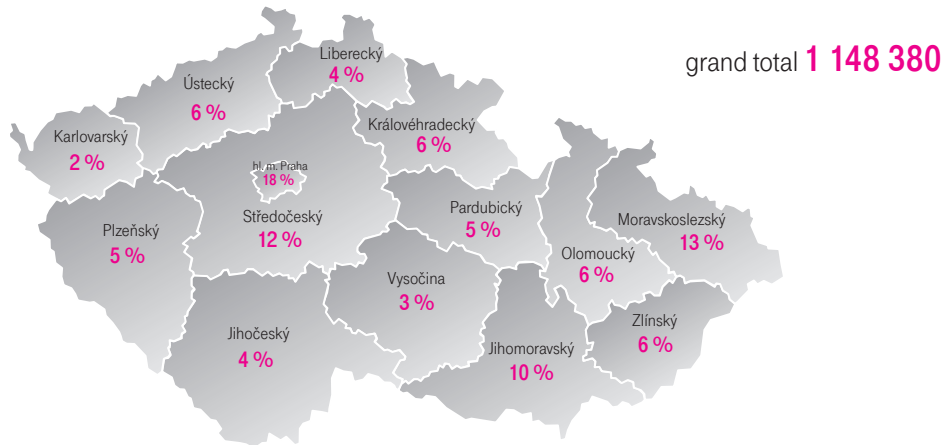 Liberecký
4 %
grand total 1 148 380
Ústecký
6 %
Královéhradecký
6 %
Karlovarský
2 %
hl. m. Praha
18 %
Středočeský
12 %
Pardubický
5 %
Moravskoslezský
13 %
Plzeňský
5 %
Olomoucký
6 %
Vysočina
3 %
Zlínský
6 %
Jihočeský
4 %
Jihomoravský
10 %